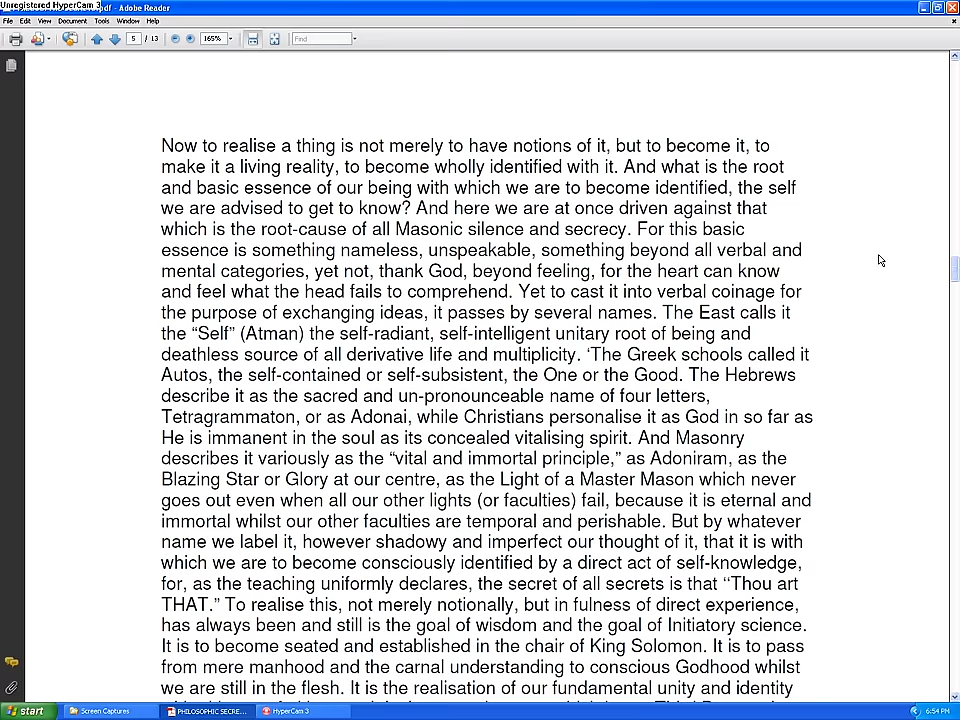 Unregistered HyperCam 3
.pdf - Adobe Reader
File Edit View Document Tools Window Help
5 / 13 165% Find
Now to realise a thing is not merely to have notions of it, but to become it, to
make it a living reality, to become wholly identified with it. And what is the root
and basic essence of our being with which we are to become identified, the self
we are advised to get to know? And here we are at once driven against that
which is the root-cause of all Masonic silence and secrecy. For this basic
essence is something nameless, unspeakable, something beyond all verbal and
mental categories, yet not, thank God, beyond feeling, for the heart can know
and feel what the head fails to comprehend. Yet to cast it into verbal coinage for
the purpose of exchanging ideas, it passes by several names. The East calls it
the “Self” (Atman) the self-radiant, self-intelligent unitary root of being and
deathless source of all derivative life and multiplicity. ‘The Greek schools called it
Autos, the self-contained or self-subsistent, the One or the Good. The Hebrews
describe it as the sacred and un-pronounceable name of four letters,
Tetragrammaton, or as Adonai, while Christians personalise it as God in so far as
He is immanent in the soul as its concealed vitalising spirit. And Masonry
describes it variously as the “vital and immortal principle,” as Adoniram, as the
Blazing Star or Glory at our centre, as the Light of a Master Mason which never
goes out even when all our other lights (or faculties) fail, because it is eternal and
immortal whilst our other faculties are temporal and perishable. But by whatever
name we label it, however shadowy and imperfect our thought of it, that it is with
which we are to become consciously identified by a direct act of self-knowledge,
for, as the teaching uniformly declares, the secret of all secrets is that “Thou art
THAT.” To realise this, not merely notionally, but in fulness of direct experience,
has always been and still is the goal of wisdom and the goal of Initiatory science.
It is to become seated and established in the chair of King Solomon. It is to pass
from mere manhood and the carnal understanding to conscious Godhood whilst
we are still in the flesh. It is the realisation of our fundamental unity and identity
start Screen Captures PHILOSOPHIC SECRE... HyperCam 3 6:54 PM